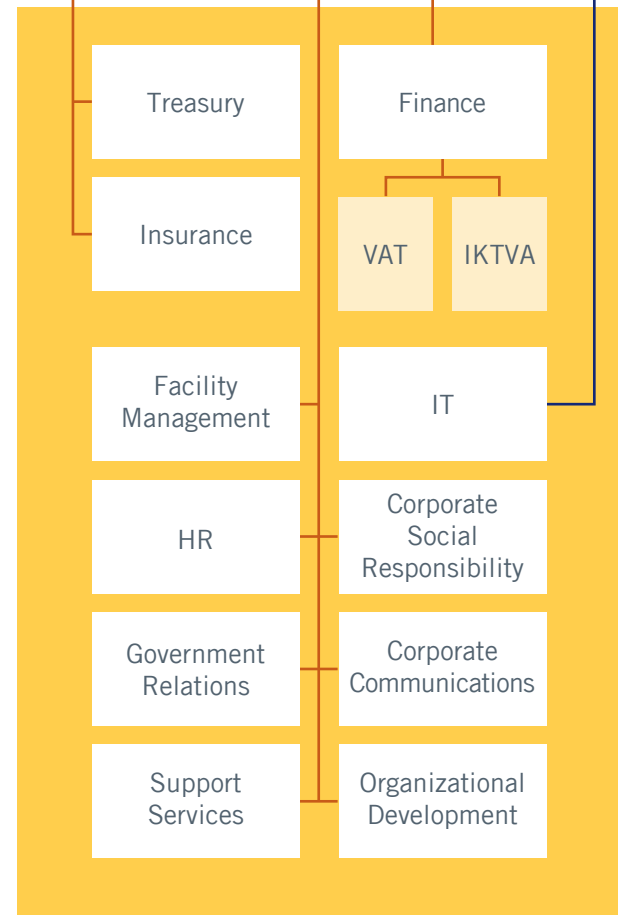 Treasury
Finance
Insurance
VAT
IKTVA
Facility
Management
IT
HR
Corporate
Social
Responsibility
Government
Relations
Corporate
Communications
Support
Services
Organizational
Development